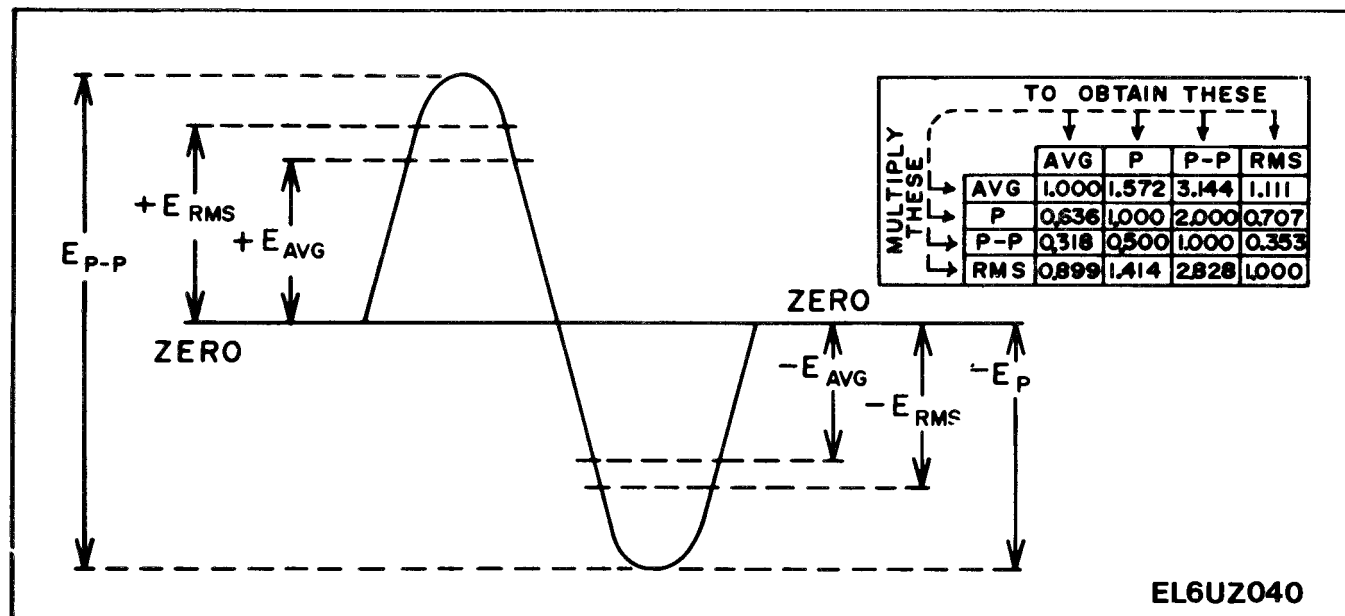 TO OBTAIN THESE
MULTIPLY
THESE
AVG P P-P RMS
AVG 1.000 1.572 3.144 1.111
P 0,636 1,000 2.000 0.707
P-P 0,318 0,500 1.000 0.353
RMS 0,899 1.414 2,828 1,000
+E RMS
+E AVG
E P-P
ZERO
ZERO
-E AVG
-E RMS
-E P
EL6UZ040